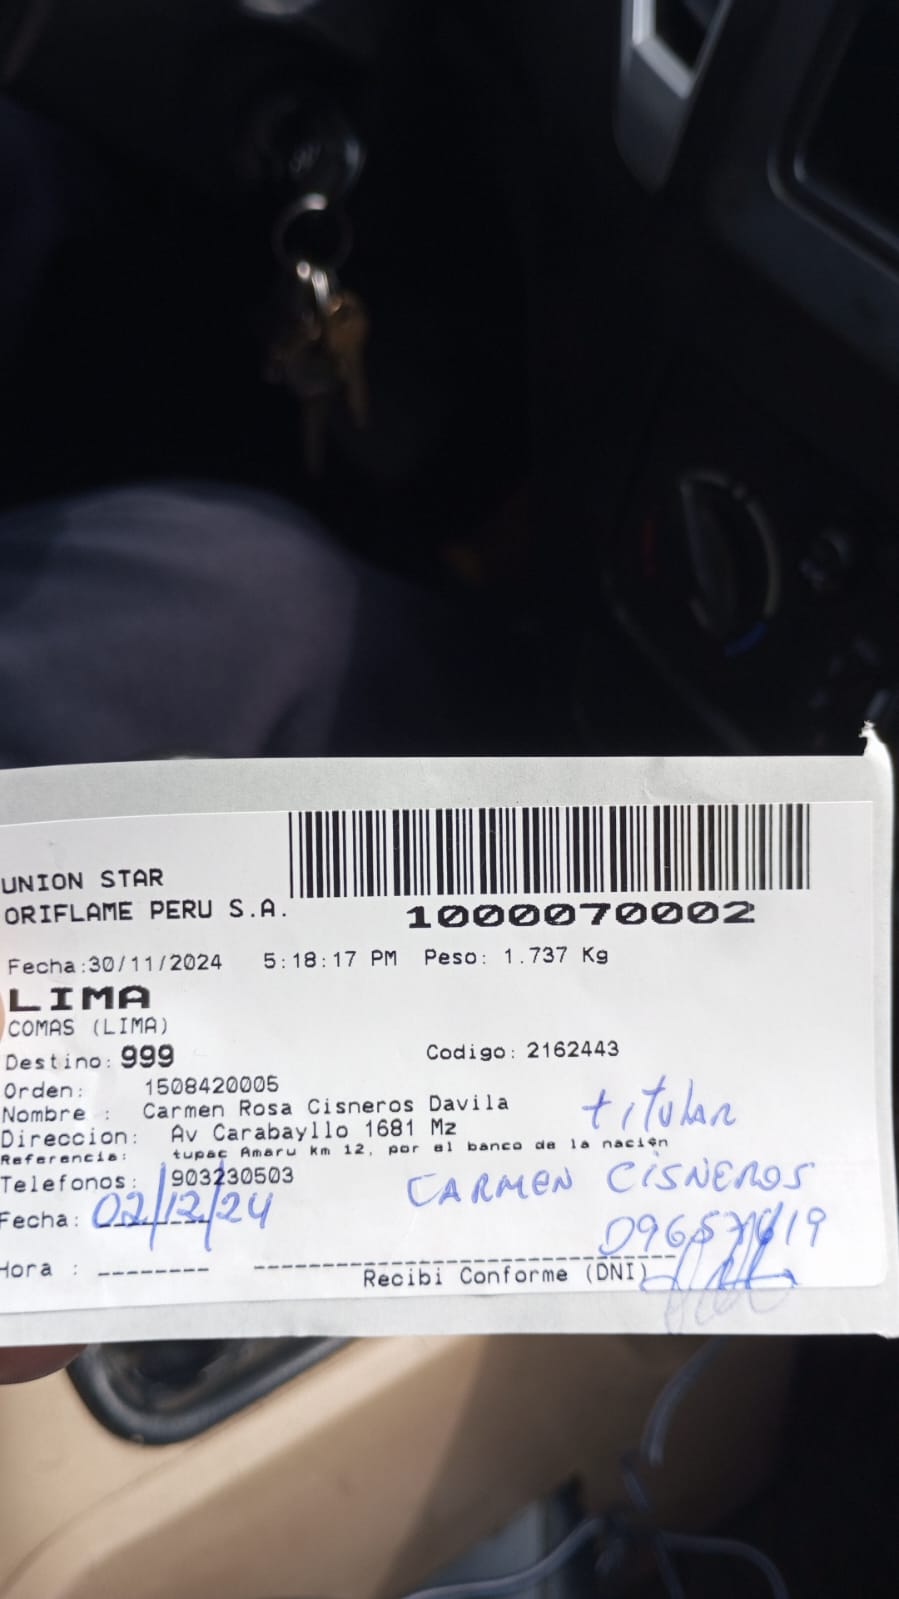 UNION STAR
ORIFLAME PERU S.A.
1000070002
Fecha:30/11/2024 5:18:17 PM Peso: 1.737 Kg
LIMA
COMAS (LIMA)
Destino: 999 Codigo: 2162443
Orden: 1508420005
Nombre : Carmen Rosa Cisneros Davila
titular
Direccion: Av Carabayllo 1681 Mz
Referencia: tupac Amaru km 12, por el banco de la nación
Telefonos: 903230503
CARMEN CISNEROS
Fecha: 02/12/24
Hora : --------
Recibi Conforme (DNI)